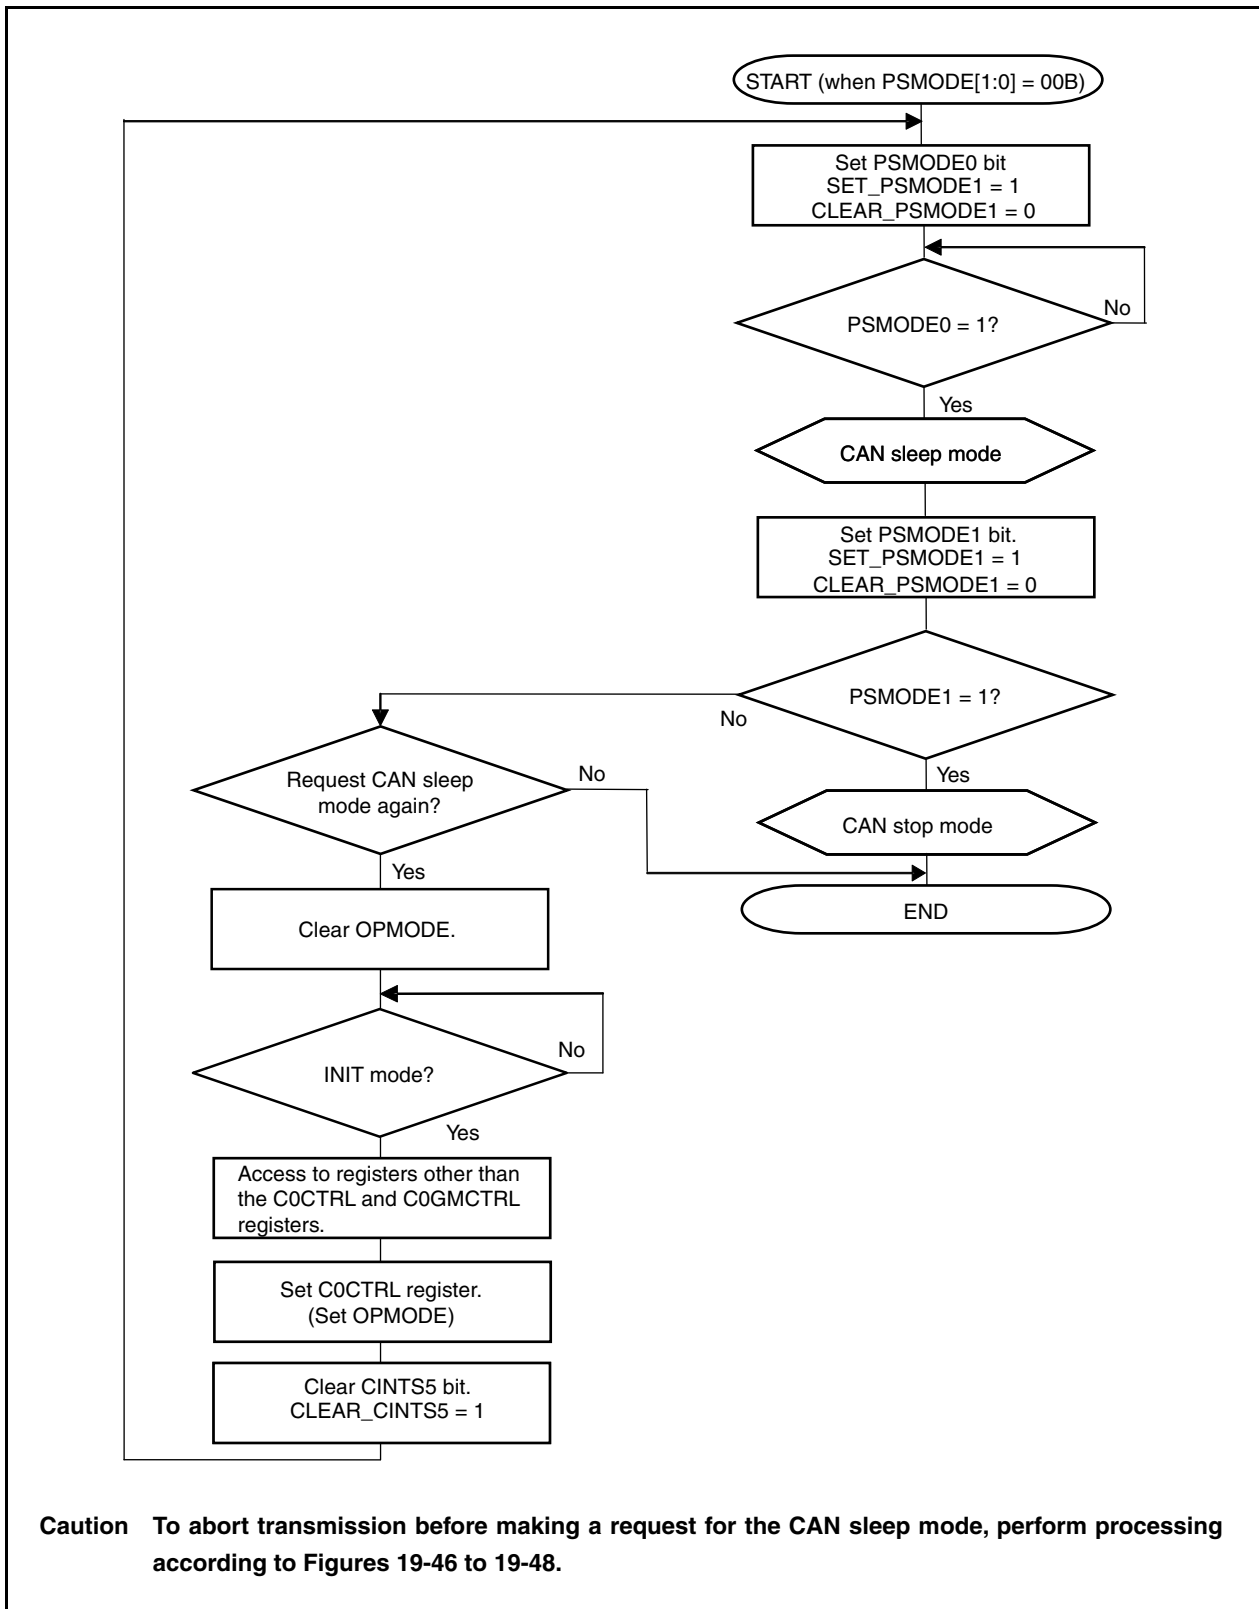 START (when PSMODE[1:0] = 00B)
Set PSMODE0 bit
SET_PSMODE1 = 1
CLEAR_PSMODE1 = 0
PSMODE0 = 1?
No
Yes
CAN sleep mode
Set PSMODE1 bit.
SET_PSMODE1 = 1
CLEAR_PSMODE1 = 0
PSMODE1 = 1?
No
Yes
CAN stop mode
END
Request CAN sleep
mode again?
No
Yes
Clear OPMODE.
INIT mode?
No
Yes
Access to registers other than
the C0CTRL and C0GMCTRL
registers.
Set C0CTRL register.
(Set OPMODE)
Clear CINTS5 bit.
CLEAR_CINTS5 = 1
Caution To abort transmission before making a request for the CAN sleep mode, perform processing
according to Figures 19-46 to 19-48.